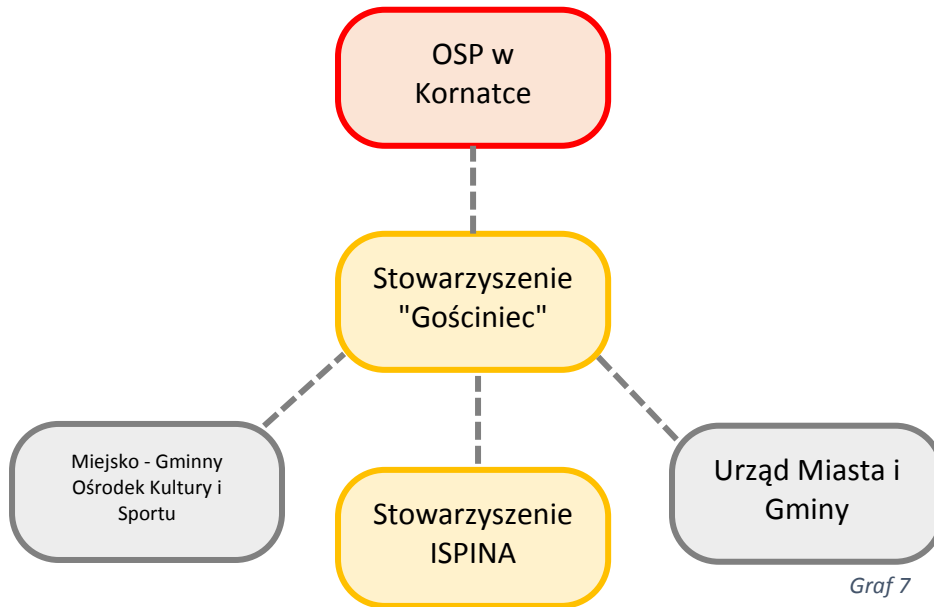 OSP w
Kornatce
Stowarzyszenie
"Gościniec"
Miejsko - Gminny
Ośrodek Kultury i
Sportu
Stowarzyszenie
ISPINA
Urząd Miasta i
Gminy
Graf 7